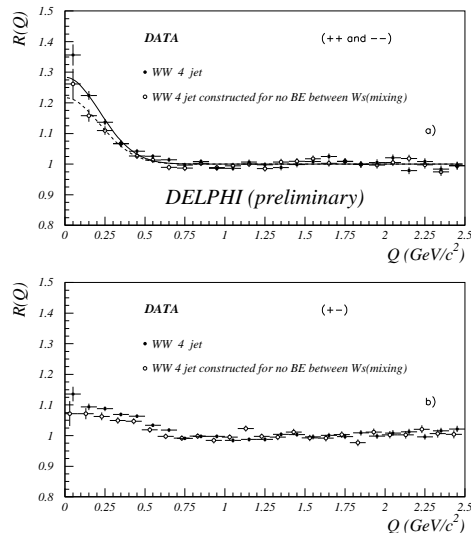 R(Q)
1.5
1.4
1.3
1.2
1.1
1
0.9
0.8
DATA
(++ and --)
WW 4 jet
WW 4 jet constructed for no BE between Ws(mixing)
a)
DELPHI (preliminary)
0 0.25 0.5 0.75 1 1.25 1.5 1.75 2 2.25 2.5
Q (GeV/c²)
R(Q)
1.5
1.4
1.3
1.2
1.1
1
0.9
0.8
DATA
(+-)
WW 4 jet
WW 4 jet constructed for no BE between Ws(mixing)
b)
0 0.25 0.5 0.75 1 1.25 1.5 1.75 2 2.25 2.5
Q (GeV/c²)